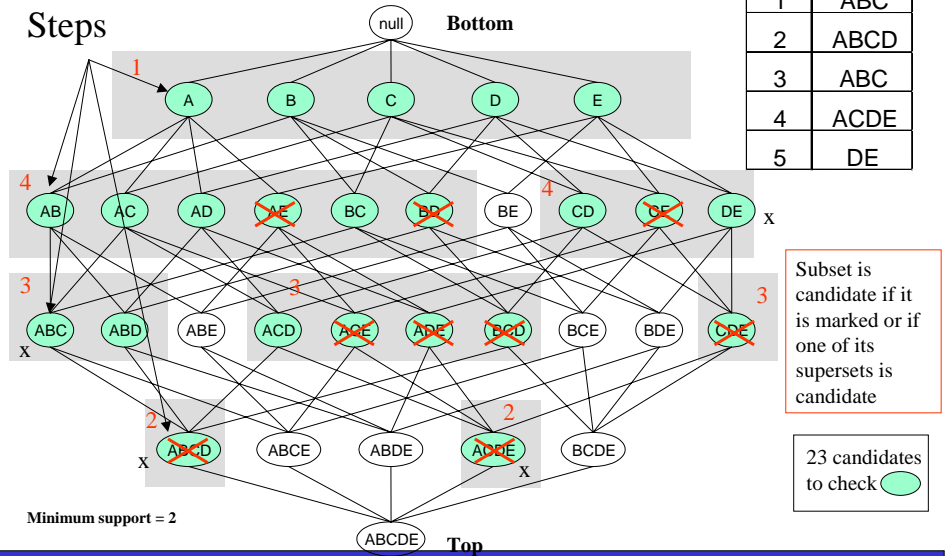 Steps
null
Bottom
1 ABC
2 ABCD
3 ABC
4 ACDE
5 DE
1
A B C D E
4
4
AB AC AD AE BC BD BE CD CE DE
x
3
3
3
ABC ABD ABE ACD ACE ADE BCD BCE BDE CDE
x
Subset is
candidate if it
is marked or if
one of its
supersets is
candidate
2
2
ABCD ABCE ABDE ACDE BCDE
x
x
23 candidates
to check
Minimum support = 2
ABCDE
Top